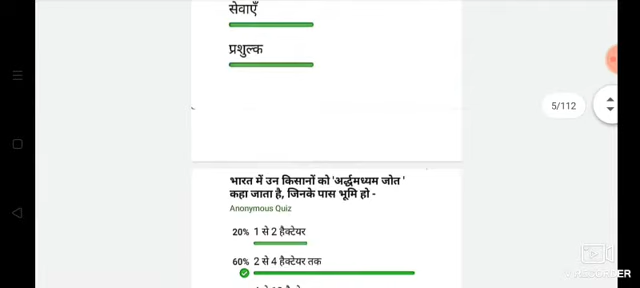 सेवाएँ
प्रशुल्क
5/112
भारत में उन किसानों को 'अर्द्धमध्यम जोत '
कहा जाता है, जिनके पास भूमि हो -
Anonymous Quiz
20% 1 से 2 हैक्टेयर
60% 2 से 4 हैक्टेयर तक
RECORDER